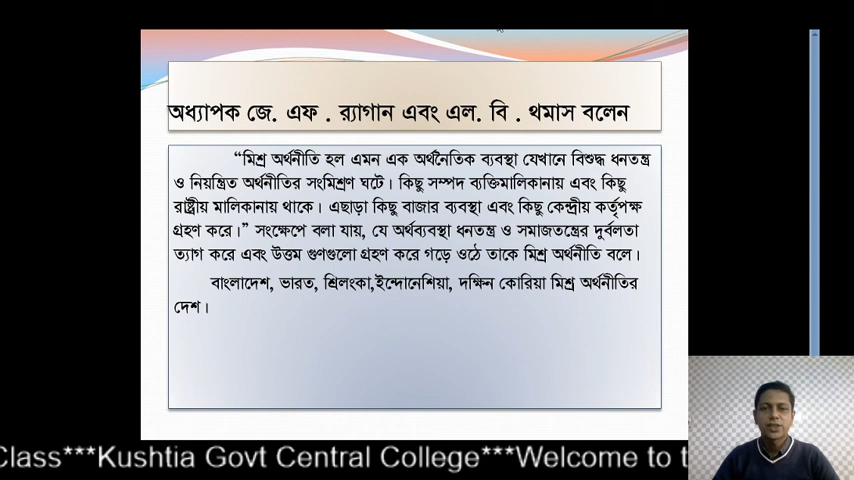 অধ্যাপক জে. এফ . র‍্যাগান এবং এল. বি . থমাস বলেন
“মিশ্র অর্থনীতি হল এমন এক অর্থনৈতিক ব্যবস্থা যেখানে বিশুদ্ধ ধনতন্ত্র
ও নিয়ন্ত্রিত অর্থনীতির সংমিশ্রণ ঘটে। কিছু সম্পদ ব্যক্তিমালিকানায় এবং কিছু
রাষ্ট্রীয় মালিকানায় থাকে। এছাড়া কিছু বাজার ব্যবস্থা এবং কিছু কেন্দ্রীয় কর্তৃপক্ষ
গ্রহণ করে।” সংক্ষেপে বলা যায়, যে অর্থব্যবস্থা ধনতন্ত্র ও সমাজতন্ত্রের দুর্বলতা
ত্যাগ করে এবং উত্তম গুণগুলো গ্রহণ করে গড়ে ওঠে তাকে মিশ্র অর্থনীতি বলে।
বাংলাদেশ, ভারত, শ্রিলংকা,ইন্দোনেশিয়া, দক্ষিন কোরিয়া মিশ্র অর্থনীতির
দেশ।
Class***Kushtia Govt Central College***Welcome to t